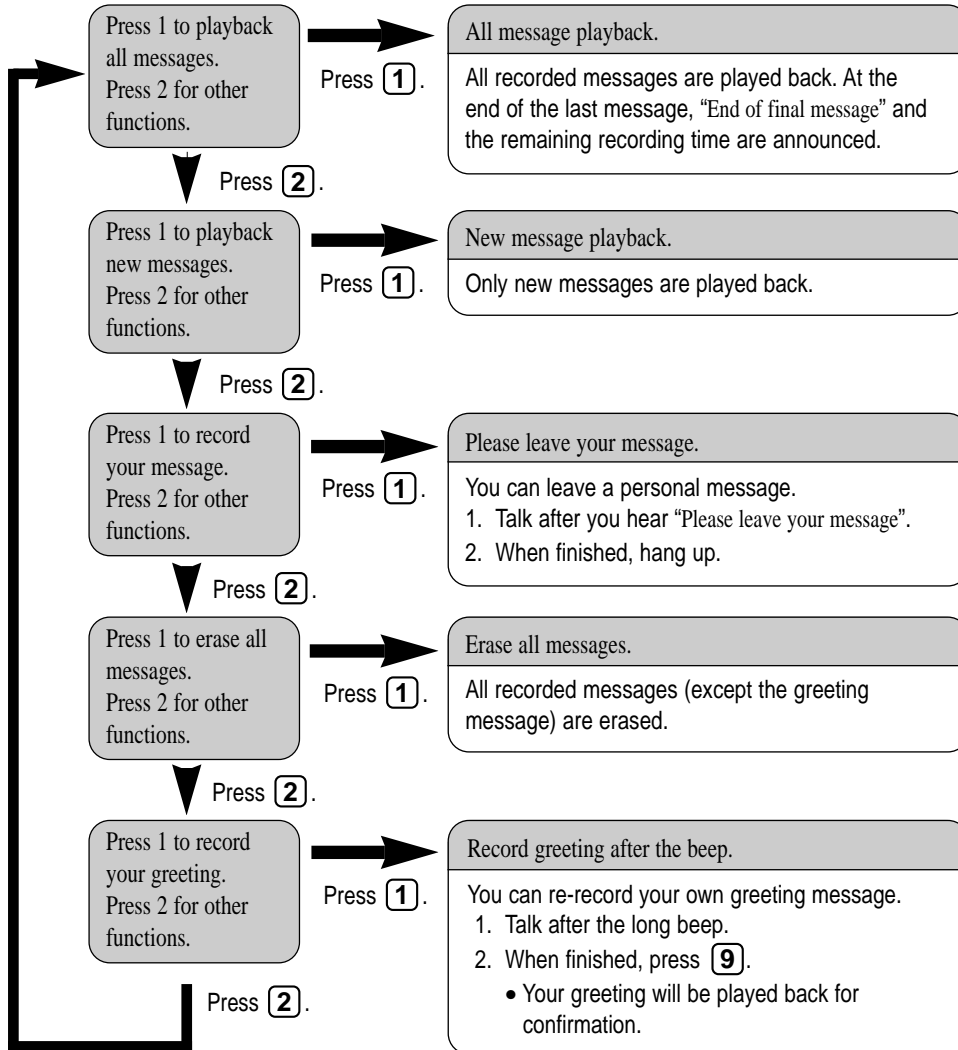 Press 1 to playback
all messages.
Press 2 for other
functions.
Press 1.
All message playback.
All recorded messages are played back. At the
end of the last message, “End of final message” and
the remaining recording time are announced.
Press 2.
Press 1 to playback
new messages.
Press 2 for other
functions.
Press 1.
New message playback.
Only new messages are played back.
Press 2.
Press 1 to record
your message.
Press 2 for other
functions.
Press 1.
Please leave your message.
You can leave a personal message.
1. Talk after you hear “Please leave your message”.
2. When finished, hang up.
Press 2.
Press 1 to erase all
messages.
Press 2 for other
functions.
Press 1.
Erase all messages.
All recorded messages (except the greeting
message) are erased.
Press 2.
Press 1 to record
your greeting.
Press 2 for other
functions.
Press 1.
Record greeting after the beep.
You can re-record your own greeting message.
1. Talk after the long beep.
2. When finished, press 9.
• Your greeting will be played back for
confirmation.
Press 2.